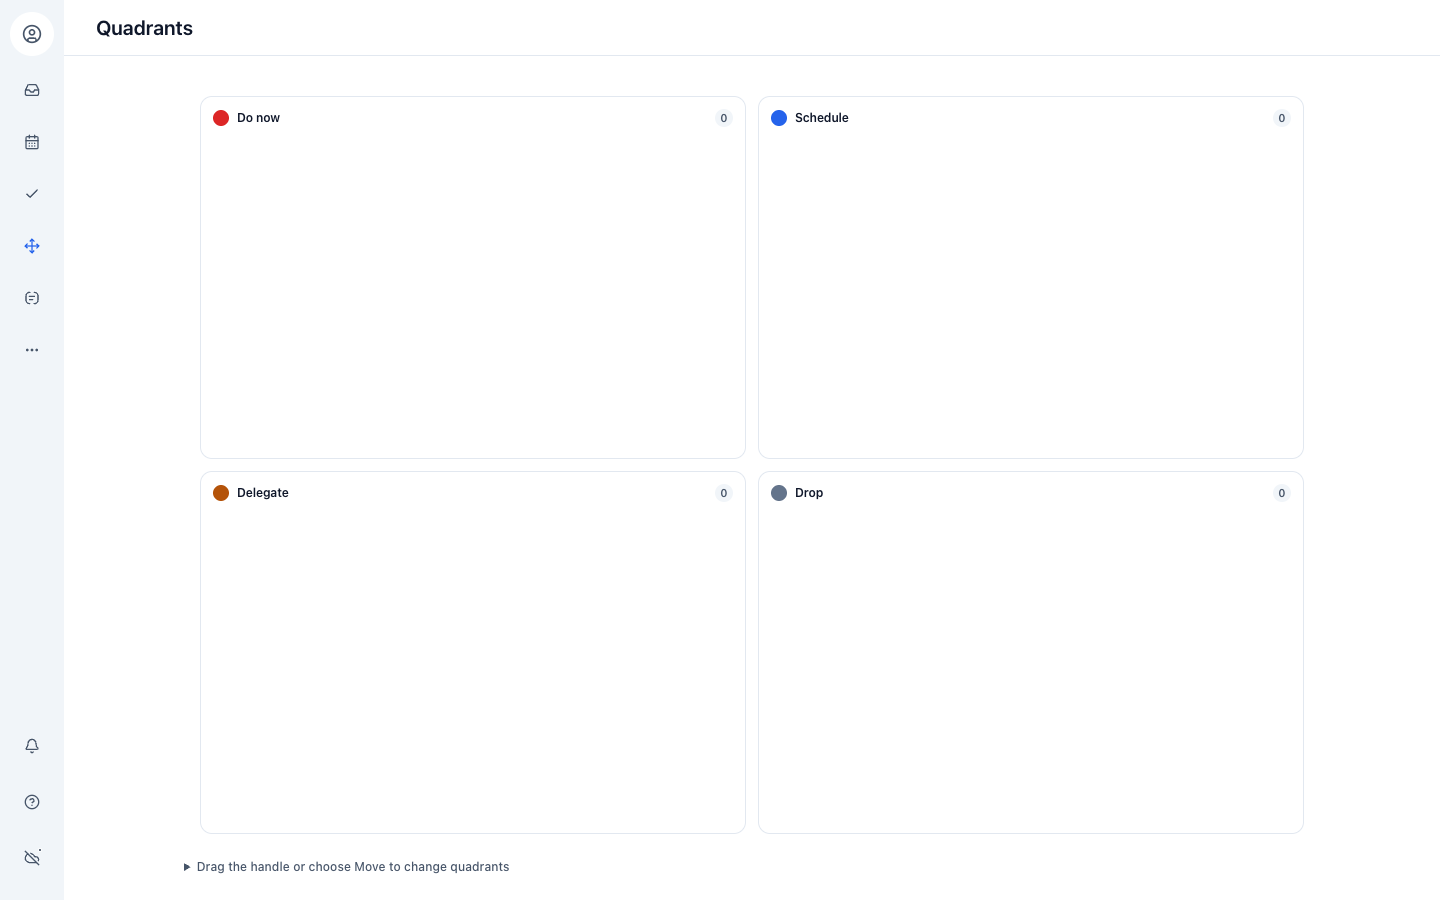 Quadrants
Do now 0
Schedule 0
Delegate 0
Drop 0
Drag the handle or choose Move to change quadrants